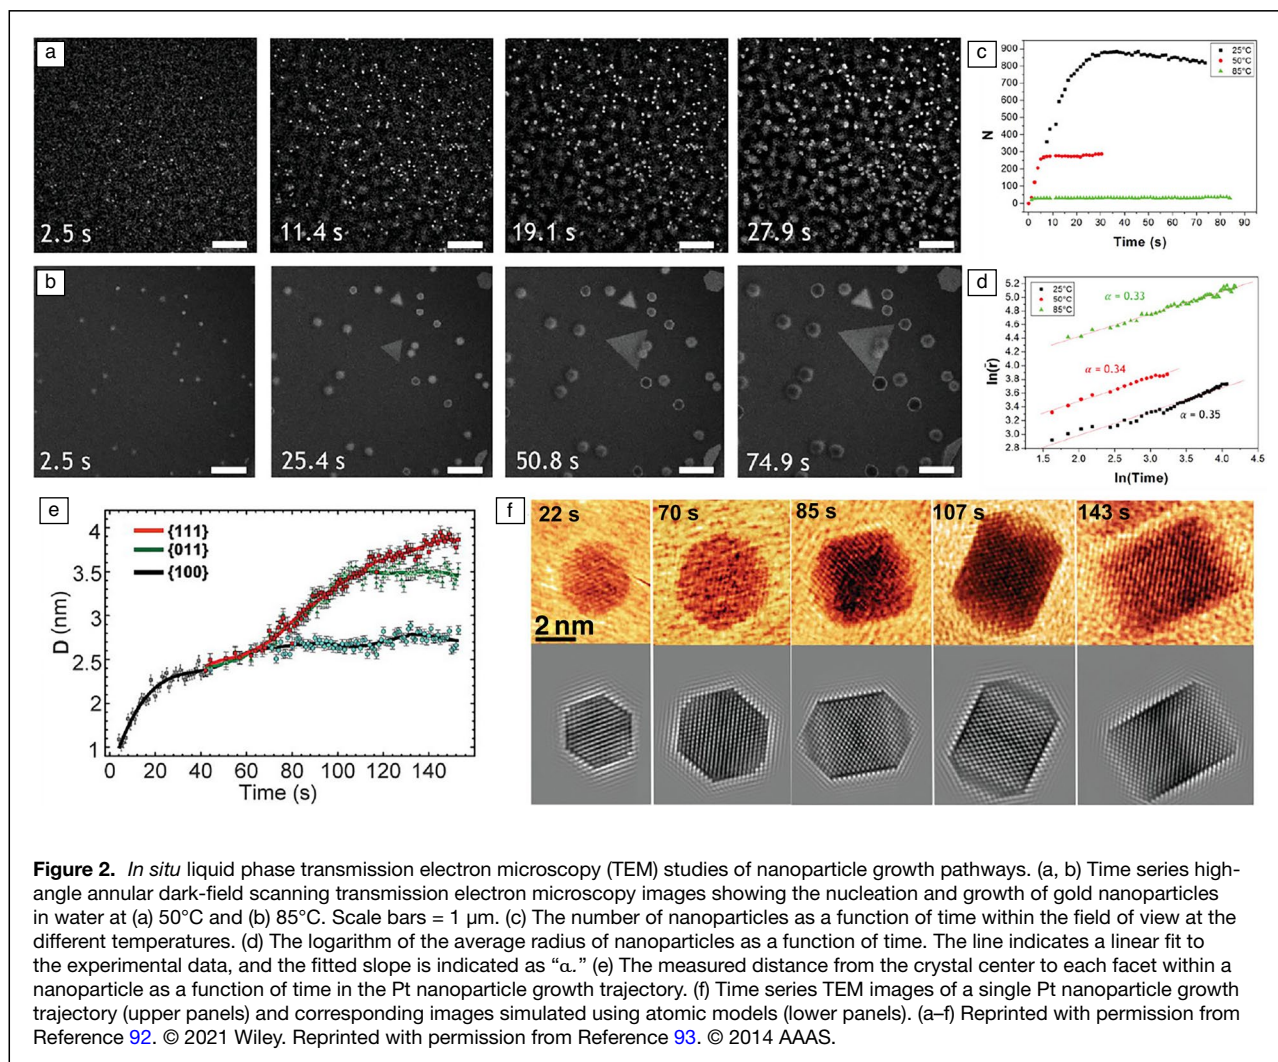 a
2.5 s
11.4 s
19.1 s
27.9 s
c
900
800
700
600
500
400
300
200
100
0
N
25°C
50°C
85°C
0 10 20 30 40 50 60 70 80 90
Time (s)
b
2.5 s
25.4 s
50.8 s
74.9 s
d
5.2
5.0
4.8
4.6
4.4
4.2
4.0
3.8
3.6
3.4
3.2
3.0
2.8
ln(r̄)
25°C
50°C
85°C
α = 0.33
α = 0.34
α = 0.35
1.5 2.0 2.5 3.0 3.5 4.0 4.5
ln(Time)
e
{111}
{011}
{100}
4
3.5
3
2.5
2
1
D (nm)
0 20 40 60 80 100 120 140
Time (s)
f
22 s
70 s
85 s
107 s
143 s
2 nm
Figure 2. In situ liquid phase transmission electron microscopy (TEM) studies of nanoparticle growth pathways. (a, b) Time series high-
angle annular dark-field scanning transmission electron microscopy images showing the nucleation and growth of gold nanoparticles
in water at (a) 50°C and (b) 85°C. Scale bars = 1 µm. (c) The number of nanoparticles as a function of time within the field of view at the
different temperatures. (d) The logarithm of the average radius of nanoparticles as a function of time. The line indicates a linear fit to
the experimental data, and the fitted slope is indicated as “α.” (e) The measured distance from the crystal center to each facet within a
nanoparticle as a function of time in the Pt nanoparticle growth trajectory. (f) Time series TEM images of a single Pt nanoparticle growth
trajectory (upper panels) and corresponding images simulated using atomic models (lower panels). (a–f) Reprinted with permission from
Reference 92. © 2021 Wiley. Reprinted with permission from Reference 93. © 2014 AAAS.